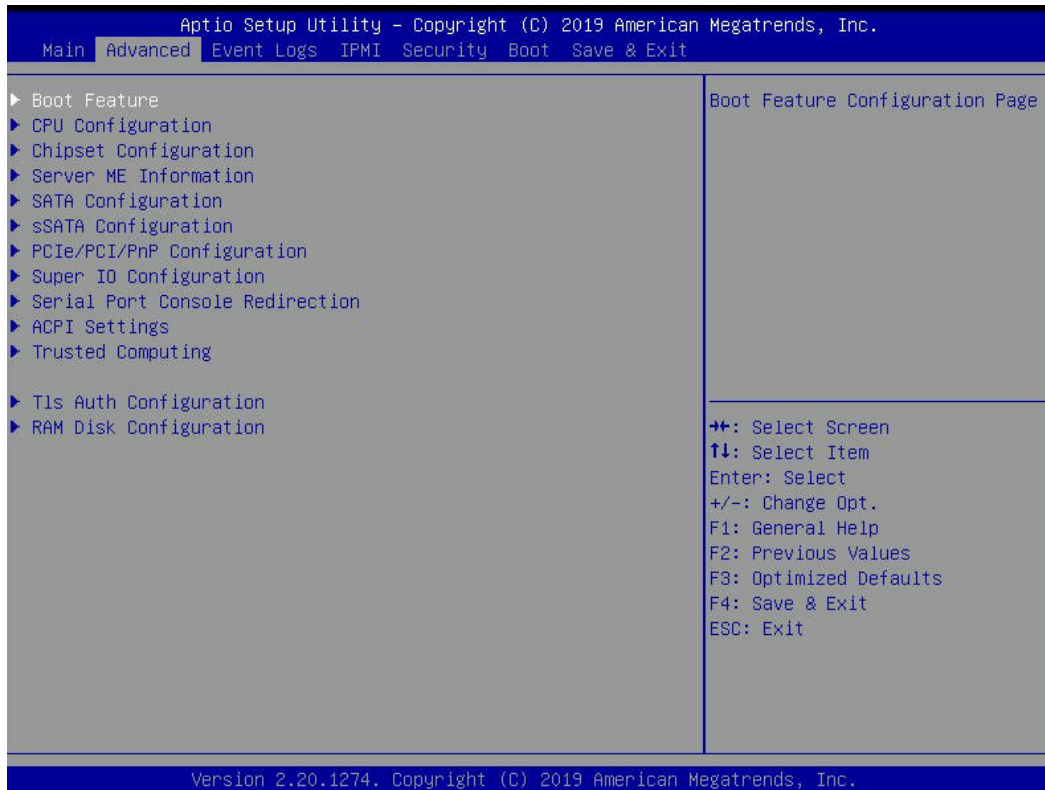 Aptio Setup Utility – Copyright (C) 2019 American Megatrends, Inc.
Main Advanced Event Logs IPMI Security Boot Save & Exit
▶ Boot Feature
▶ CPU Configuration
▶ Chipset Configuration
▶ Server ME Information
▶ SATA Configuration
▶ sSATA Configuration
▶ PCIe/PCI/PnP Configuration
▶ Super IO Configuration
▶ Serial Port Console Redirection
▶ ACPI Settings
▶ Trusted Computing
▶ Tls Auth Configuration
▶ RAM Disk Configuration
Boot Feature Configuration Page
→←: Select Screen
↑↓: Select Item
Enter: Select
+/-: Change Opt.
F1: General Help
F2: Previous Values
F3: Optimized Defaults
F4: Save & Exit
ESC: Exit
Version 2.20.1274. Copyright (C) 2019 American Megatrends, Inc.